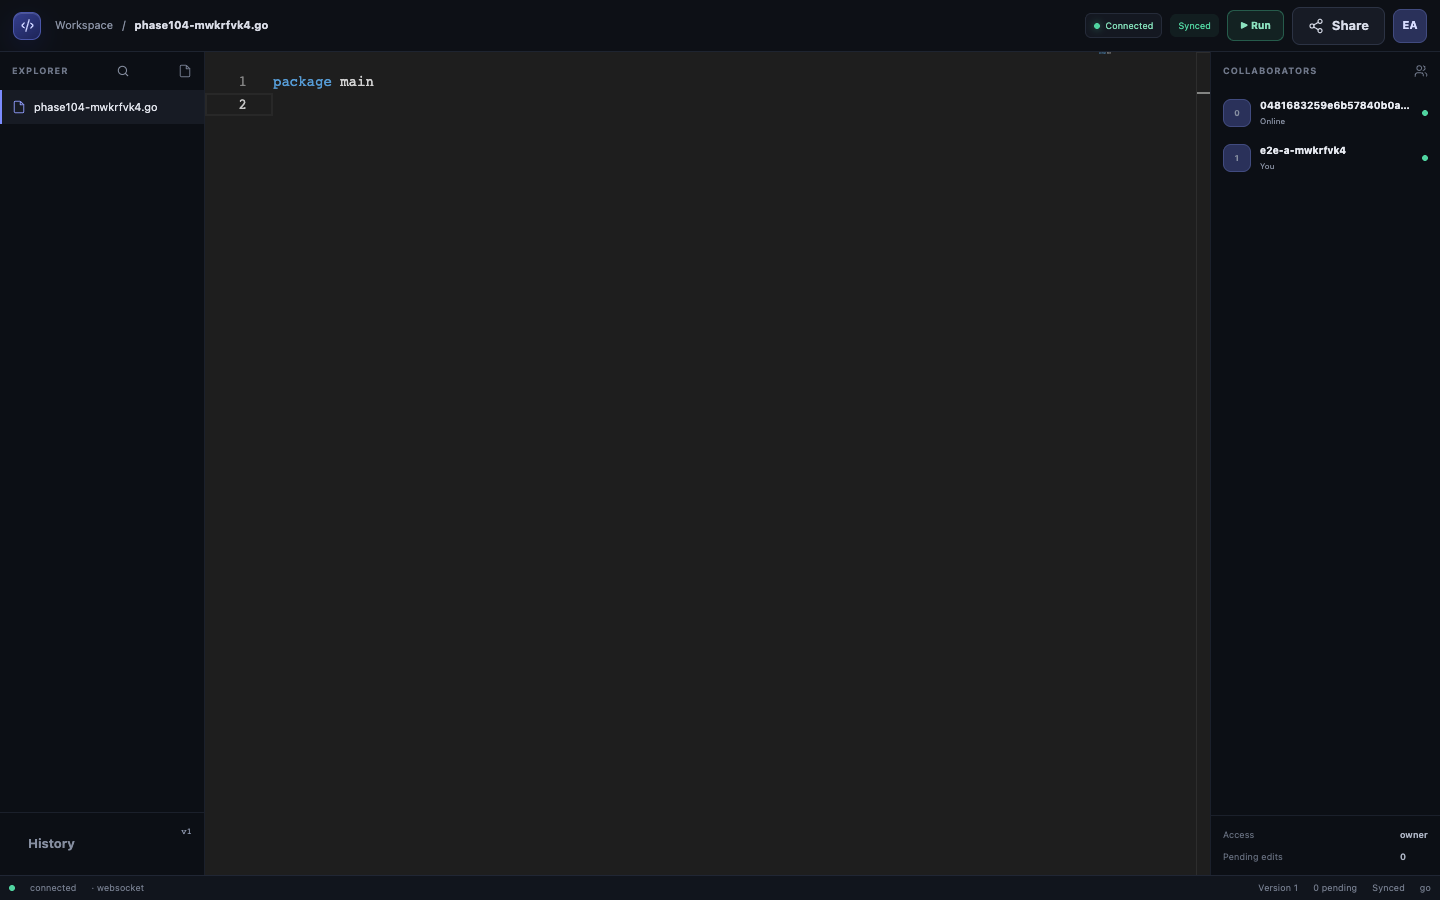 Workspace / phase104-mwkrfvk4.go
Connected
Synced
Run
Share
EA
EXPLORER
phase104-mwkrfvk4.go
1 package main
2
COLLABORATORS
0 0481683259e6b57840b0a...
Online
1 e2e-a-mwkrfvk4
You
History
v1
Access owner
Pending edits 0
connected · websocket
Version 1 0 pending Synced go